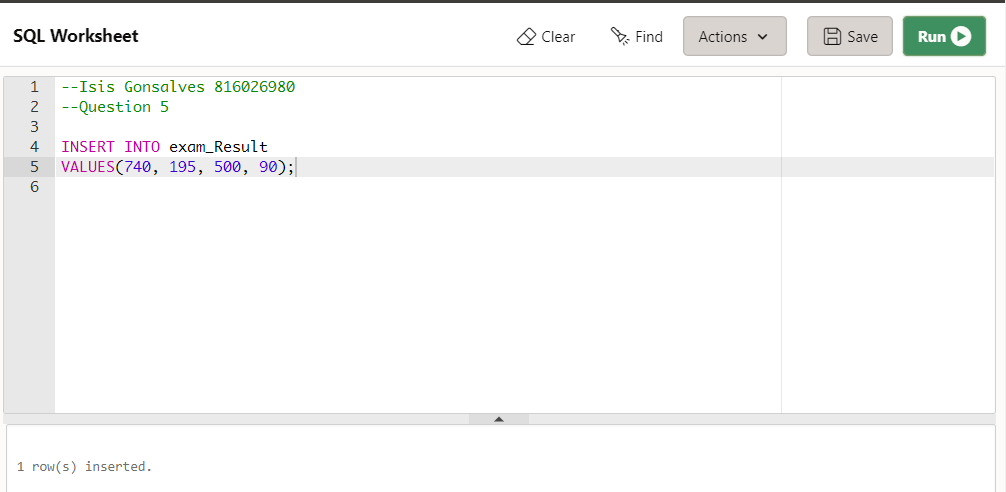 SQL Worksheet Clear Find Actions Save Run
1 --Isis Gonsalves 816026980
2 --Question 5
3
4 INSERT INTO exam_Result
5 VALUES(740, 195, 500, 90);
6
1 row(s) inserted.